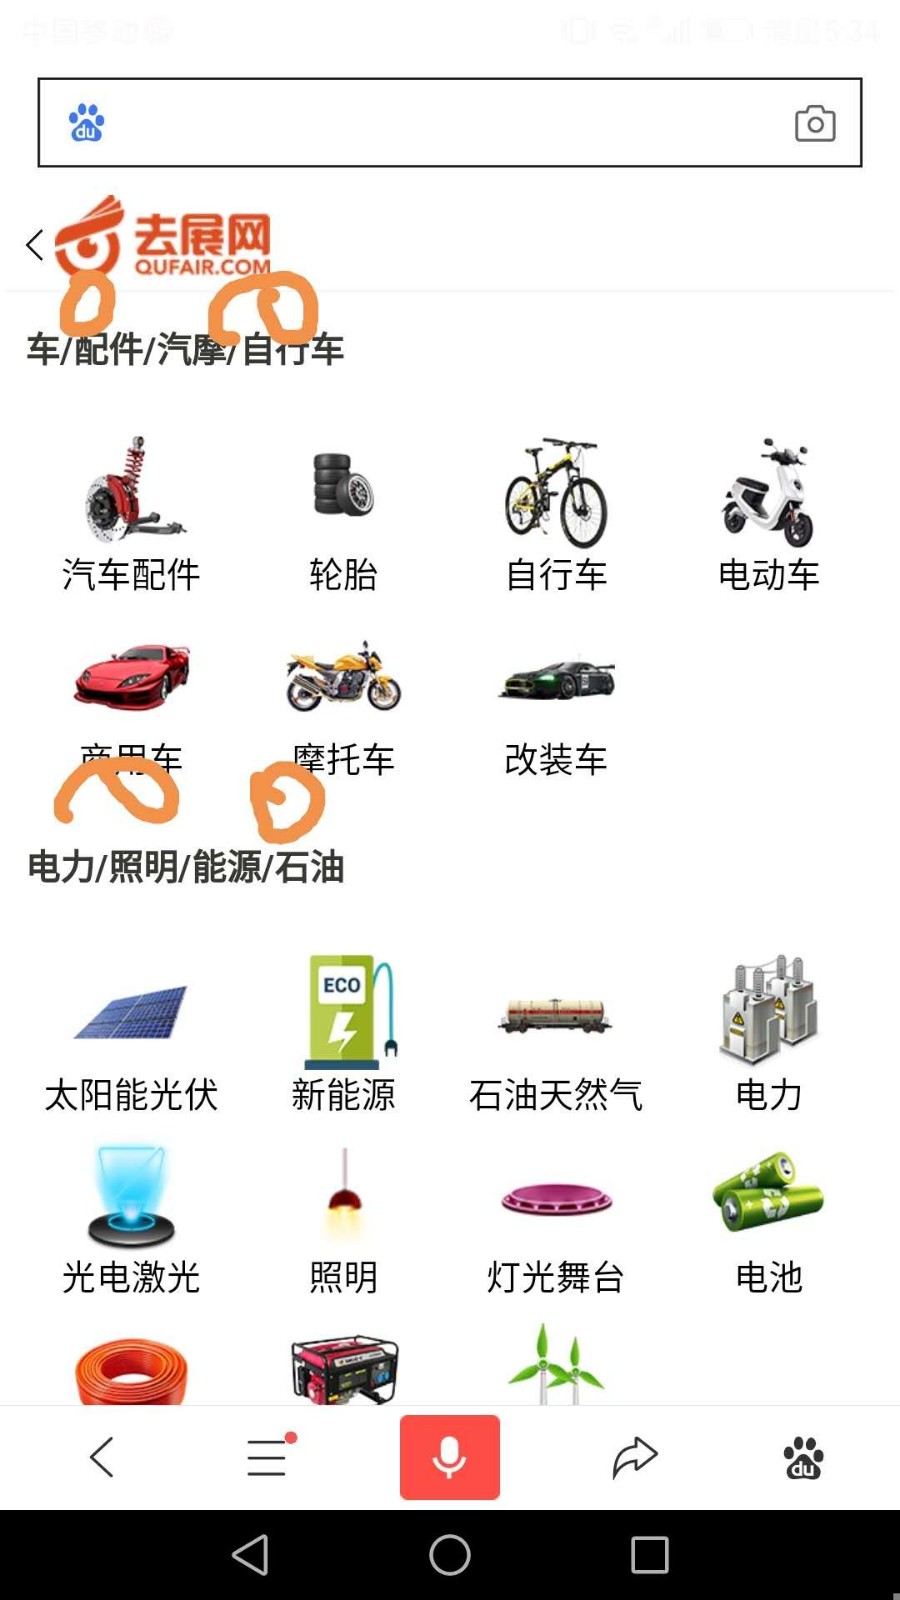 du
去展网
QUFAIR.COM
车/配件/汽摩/自行车
汽车配件 轮胎 自行车 电动车
商用车 摩托车 改装车
电力/照明/能源/石油
ECO
太阳能光伏 新能源 石油天然气 电力
光电激光 照明 灯光舞台 电池
du